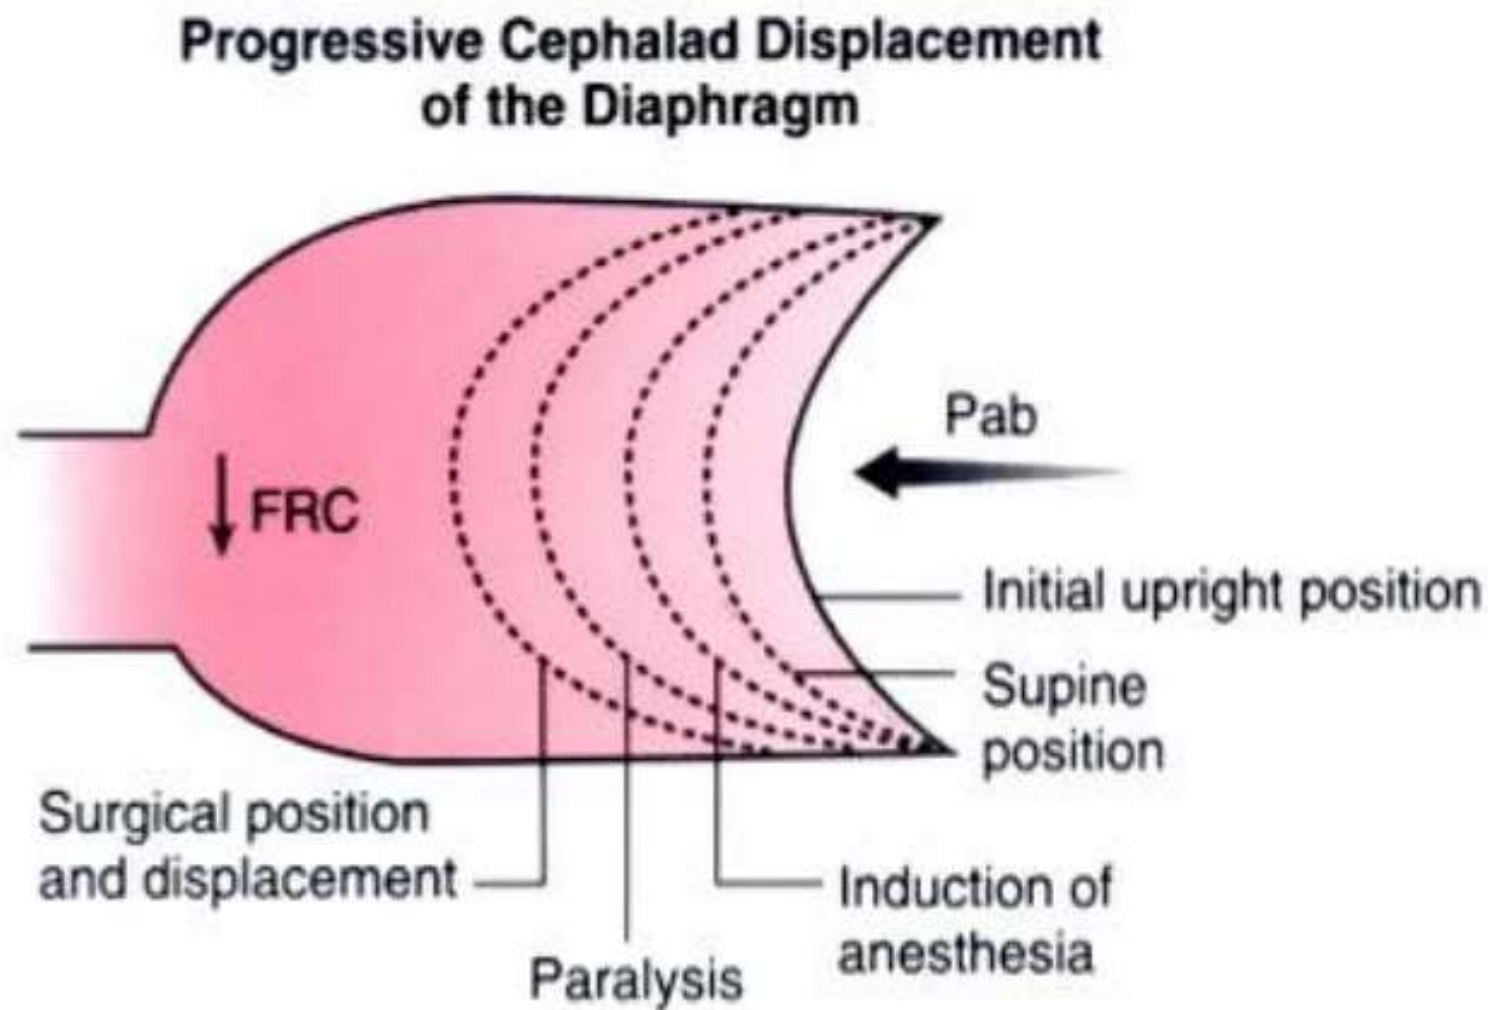 Progressive Cephalad Displacement
of the Diaphragm
Pab
↓ FRC
Initial upright position
Supine
position
Surgical position
and displacement
Induction of
anesthesia
Paralysis